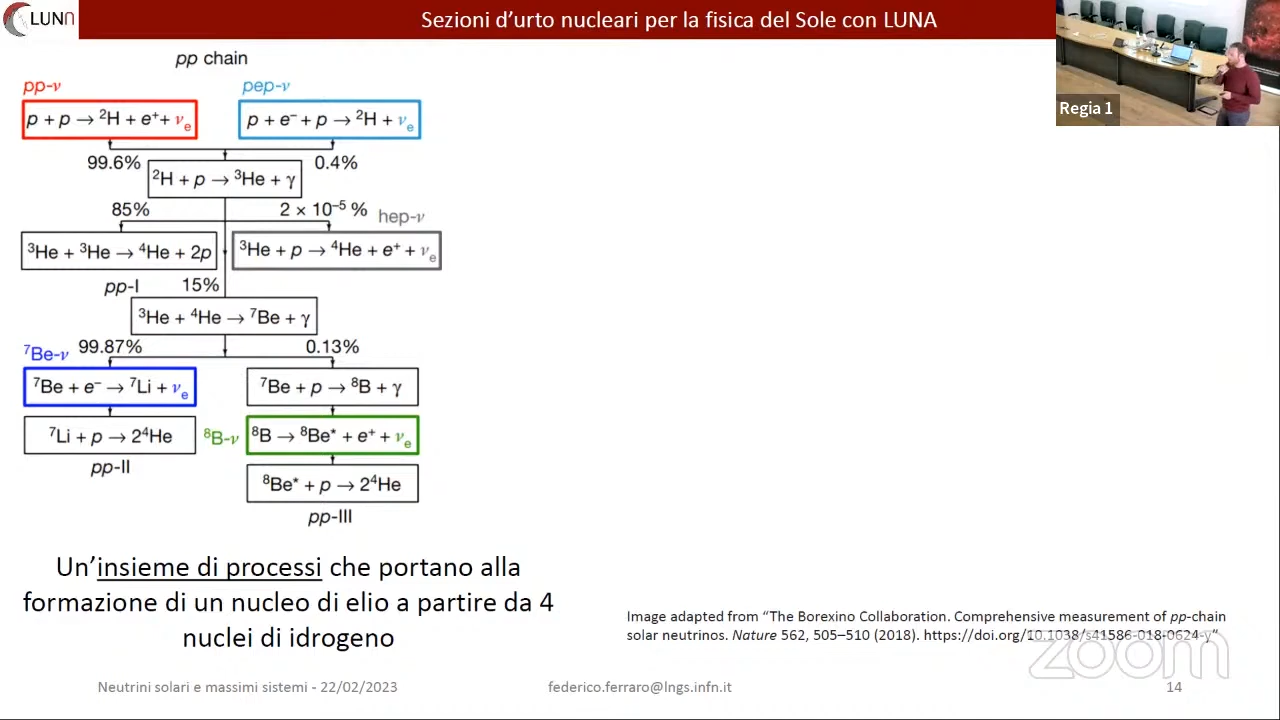 LUNA
Sezioni d'urto nucleari per la fisica del Sole con LUNA
Regia 1
pp chain
pp-ν
pep-ν
p + p → ²H + e⁺+ νₑ
p + e⁻ + p → ²H + νₑ
99.6%
0.4%
²H + p → ³He + γ
85%
2 × 10⁻⁵ %
hep-ν
³He + ³He → ⁴He + 2p
³He + p → ⁴He + e⁺ + νₑ
pp-I
15%
³He + ⁴He → ⁷Be + γ
⁷Be-ν
99.87%
0.13%
⁷Be + e⁻ → ⁷Li + νₑ
⁷Be + p → ⁸B + γ
⁷Li + p → 2⁴He
⁸B-ν
⁸B → ⁸Be* + e⁺ + νₑ
pp-II
⁸Be* + p → 2⁴He
pp-III
Un'insieme di processi che portano alla
formazione di un nucleo di elio a partire da 4
nuclei di idrogeno
Image adapted from “The Borexino Collaboration. Comprehensive measurement of pp-chain
solar neutrinos. Nature 562, 505–510 (2018). https://doi.org/10.1038/s41586-018-0624-y“
zoom
Neutrini solari e massimi sistemi - 22/02/2023
federico.ferraro@lngs.infn.it
14